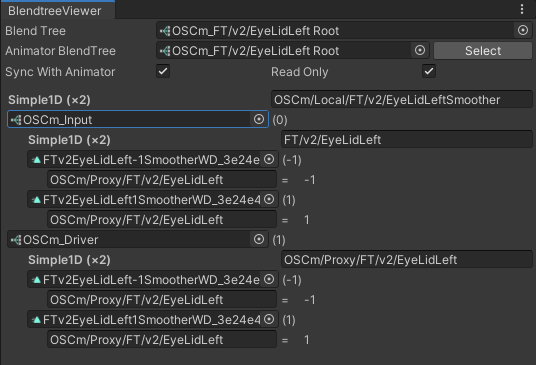 BlendtreeViewer
Blend Tree OSCm_FT/v2/EyeLidLeft Root
Animator BlendTree OSCm_FT/v2/EyeLidLeft Root Select
Sync With Animator Read Only
Simple1D (×2) OSCm/Local/FT/v2/EyeLidLeftSmoother
OSCm_Input (0)
Simple1D (×2) FT/v2/EyeLidLeft
FTv2EyeLidLeft-1SmootherWD_3e24e (-1)
OSCm/Proxy/FT/v2/EyeLidLeft = -1
FTv2EyeLidLeft1SmootherWD_3e24e4 (1)
OSCm/Proxy/FT/v2/EyeLidLeft = 1
OSCm_Driver (1)
Simple1D (×2) OSCm/Proxy/FT/v2/EyeLidLeft
FTv2EyeLidLeft-1SmootherWD_3e24e (-1)
OSCm/Proxy/FT/v2/EyeLidLeft = -1
FTv2EyeLidLeft1SmootherWD_3e24e4 (1)
OSCm/Proxy/FT/v2/EyeLidLeft = 1